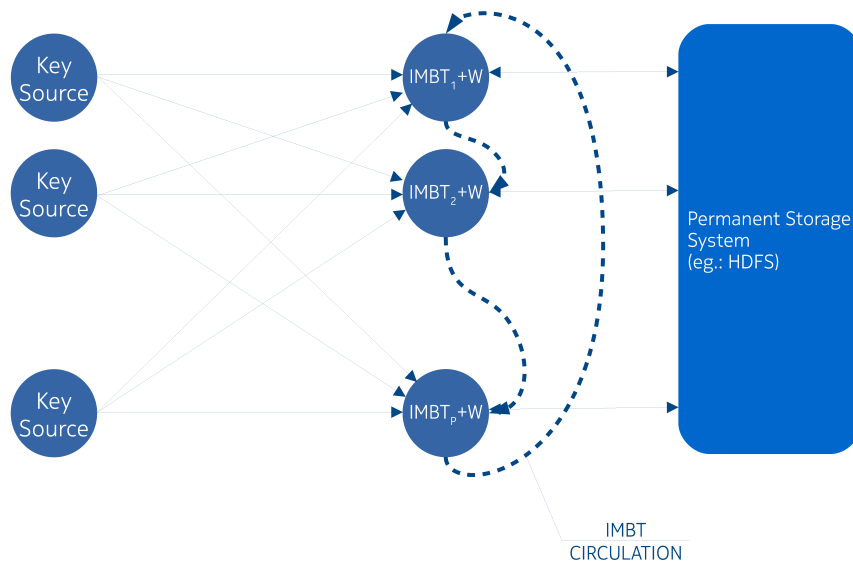 Key
Source
IMBT1+W
Key
Source
IMBT2+W
Permanent Storage
System
(eg.: HDFS)
Key
Source
IMBTP+W
IMBT
CIRCULATION